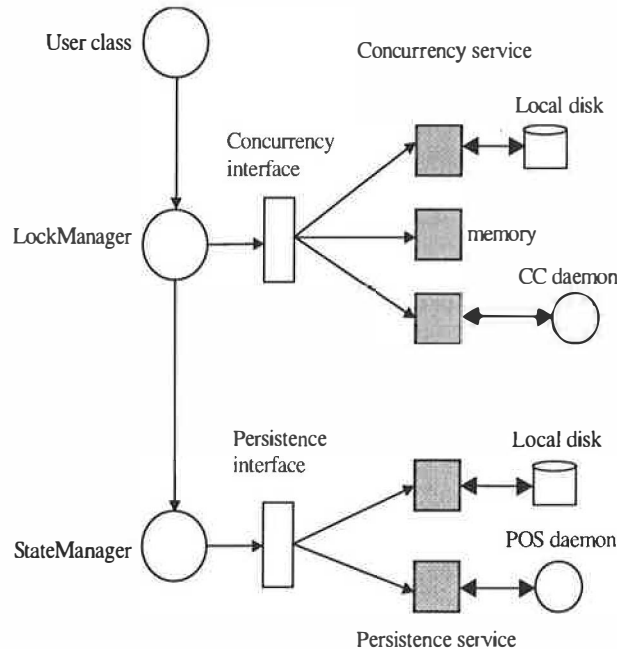 User class
Concurrency service
Local disk
Concurrency
interface
LockManager
memory
CC daemon
Persistence
interface
Local disk
StateManager
POS daemon
Persistence service